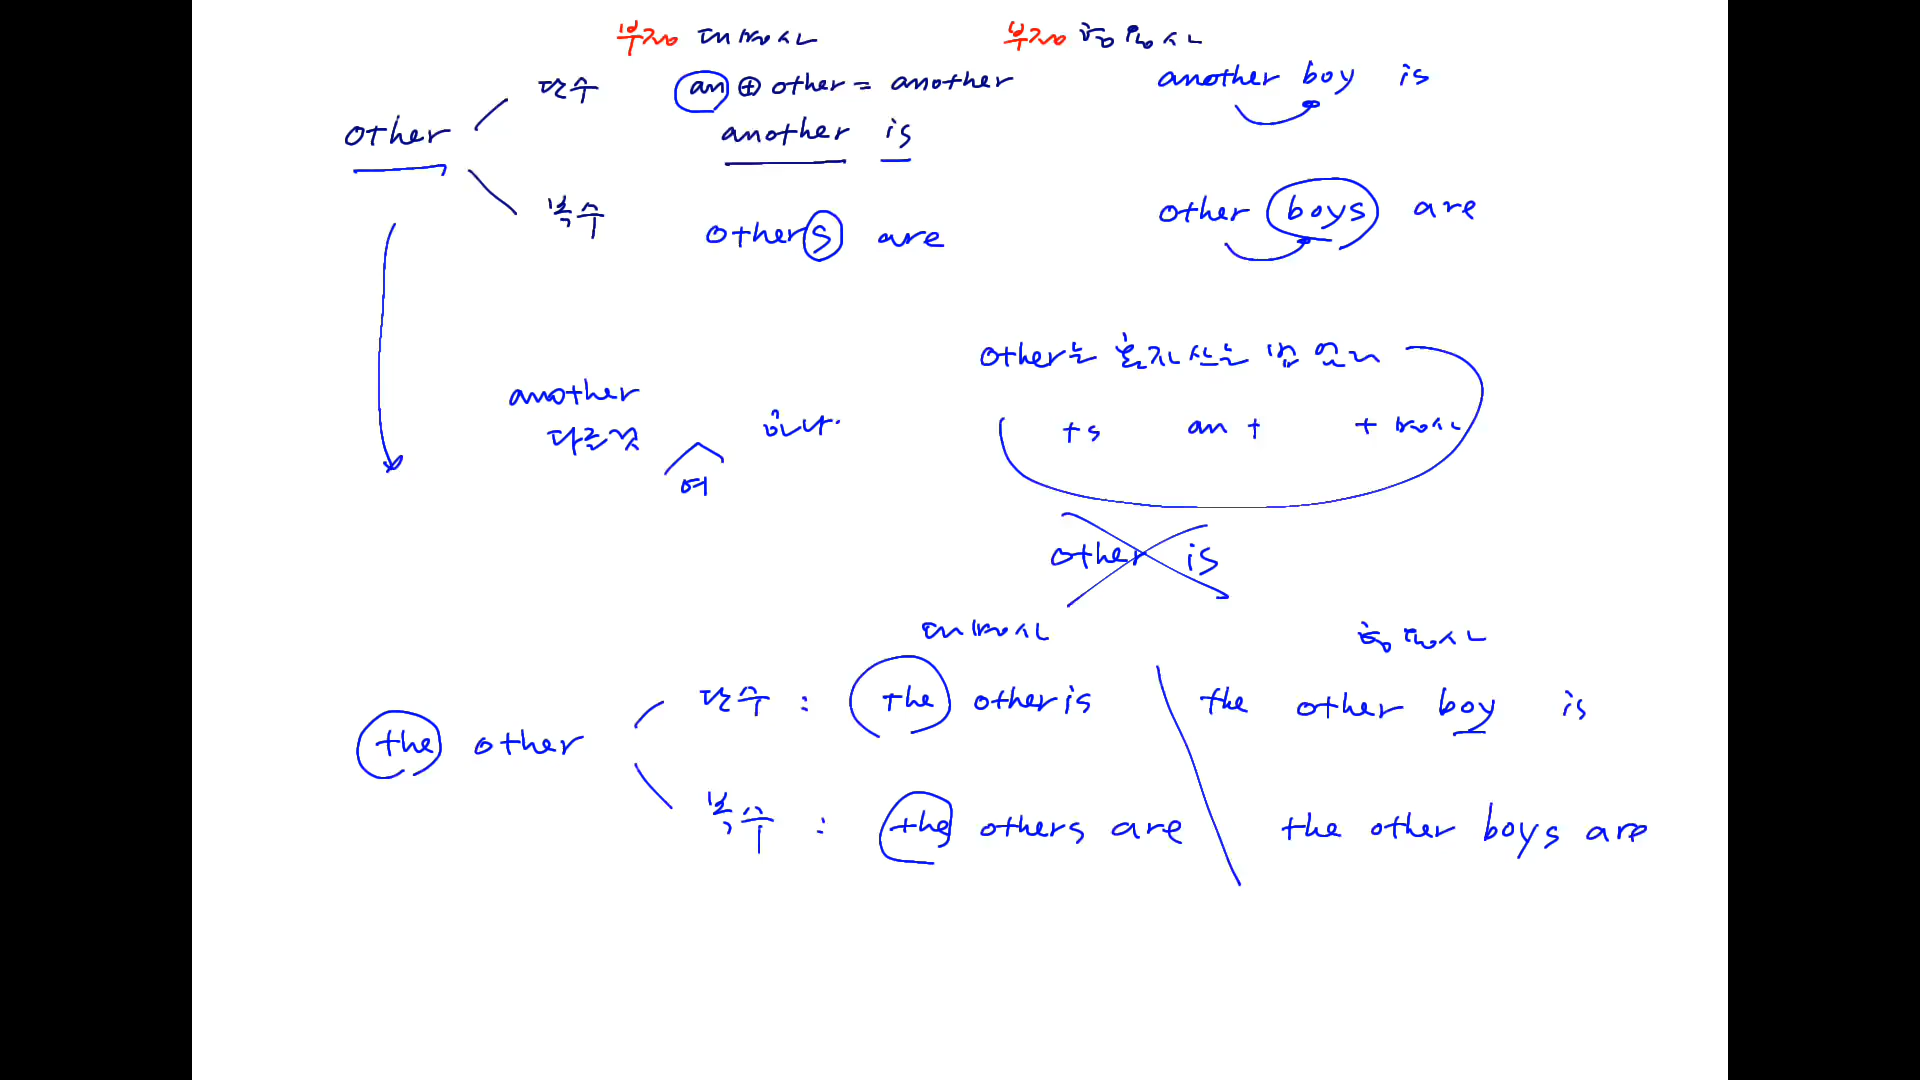 부정 대명사 부정 형용사
단수 an ⊕ other = another another boy is
other another is
복수 others are other boys are
other는 혼자 쓰는 법 없다
another
다른것 하나.
여
+s an + + 명사
other is
대명사 형용사
단수 : the other is the other boy is
the other
복수 : the others are the other boys are